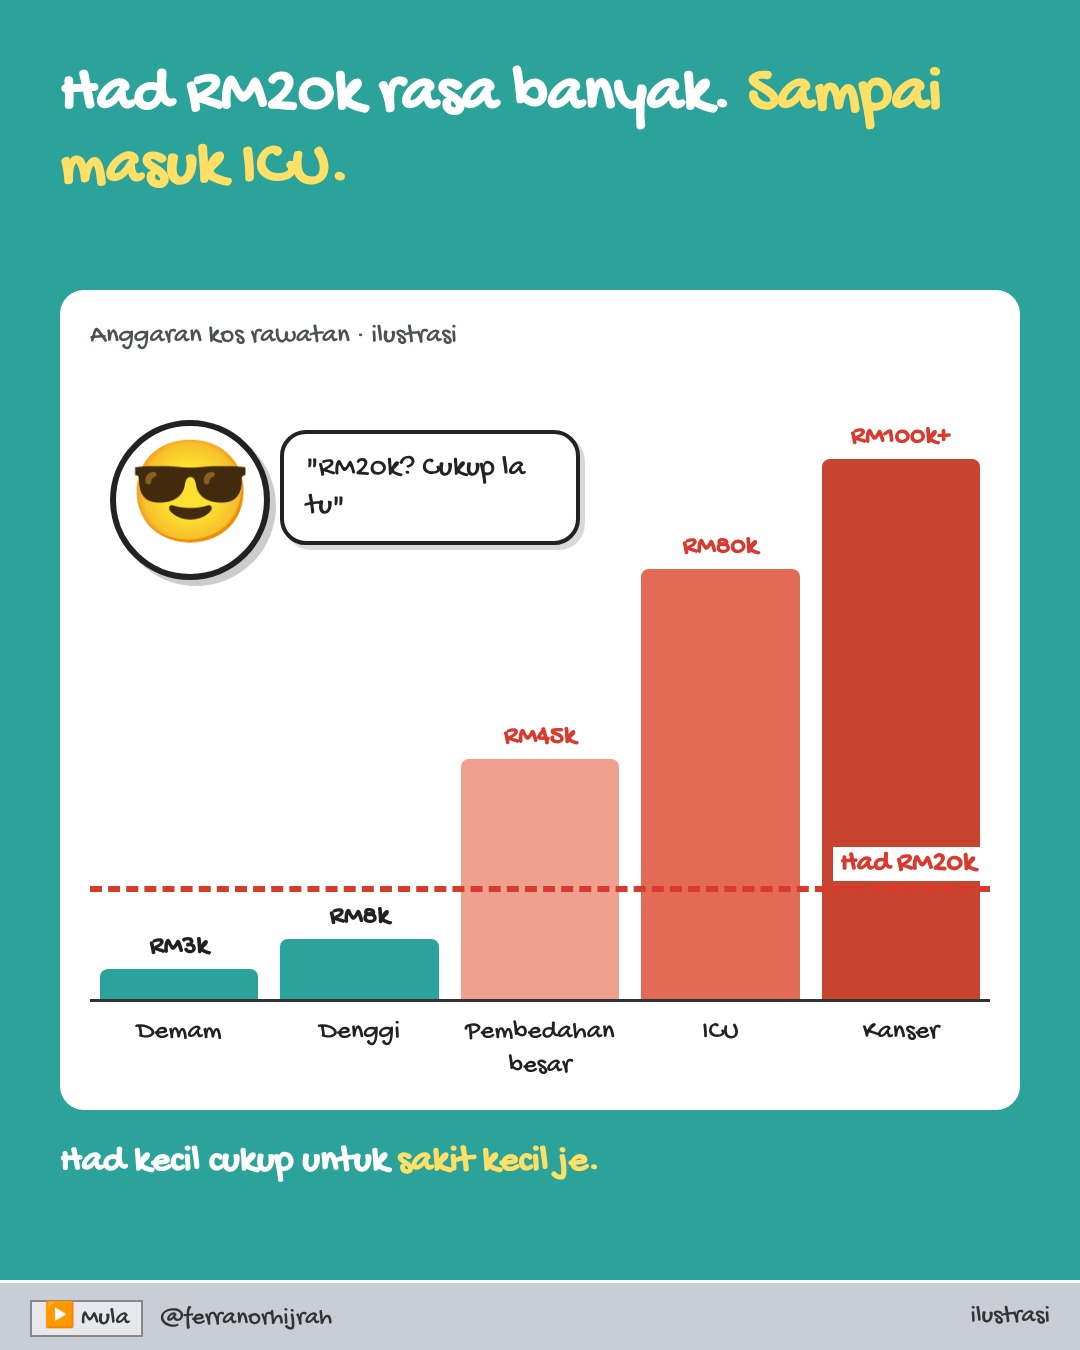 Had RM20k rasa banyak. Sampai
masuk ICU.
Anggaran kos rawatan · ilustrasi
"RM20k? Cukup la
tu"
RM100k+
RM80k
RM45k
Had RM20k
RM8k
RM3k
Demam
Denggi
Pembedahan
besar
ICU
Kanser
Had kecil cukup untuk sakit kecil je.
Mula
@ferranorhijrah
ilustrasi